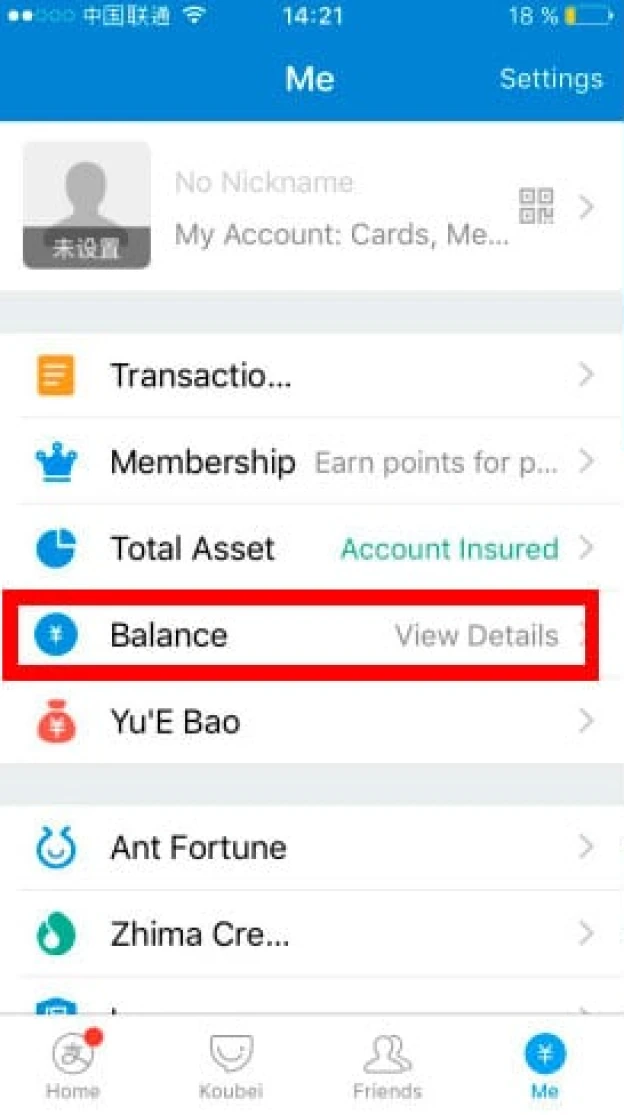 中国联通 14:21 18 %
Me Settings
No Nickname
未设置 My Account: Cards, Me...
Transactio...
Membership Earn points for p...
Total Asset Account Insured
¥ Balance View Details
¥ Yu'E Bao
Ant Fortune
Zhima Cre...
支 ¥
Home Koubei Friends Me